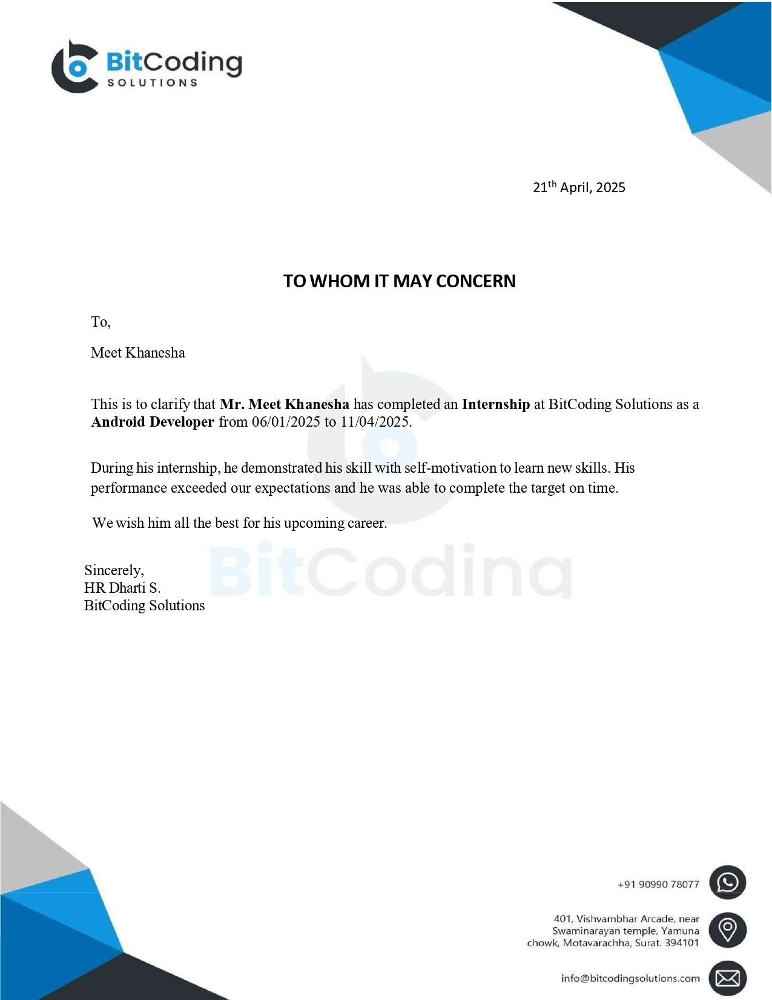 BitCoding
SOLUTIONS
21th April, 2025
TO WHOM IT MAY CONCERN
To,
Meet Khanesha
This is to clarify that Mr. Meet Khanesha has completed an Internship at BitCoding Solutions as a
Android Developer from 06/01/2025 to 11/04/2025.
During his internship, he demonstrated his skill with self-motivation to learn new skills. His
performance exceeded our expectations and he was able to complete the target on time.
We wish him all the best for his upcoming career.
BitCoding
Sincerely,
HR Dharti S.
BitCoding Solutions
+91 90990 78077
401, Vishvambhar Arcade, near
Swaminarayan temple, Yamuna
chowk, Motavarachha, Surat. 394101
info@bitcodingsolutions.com